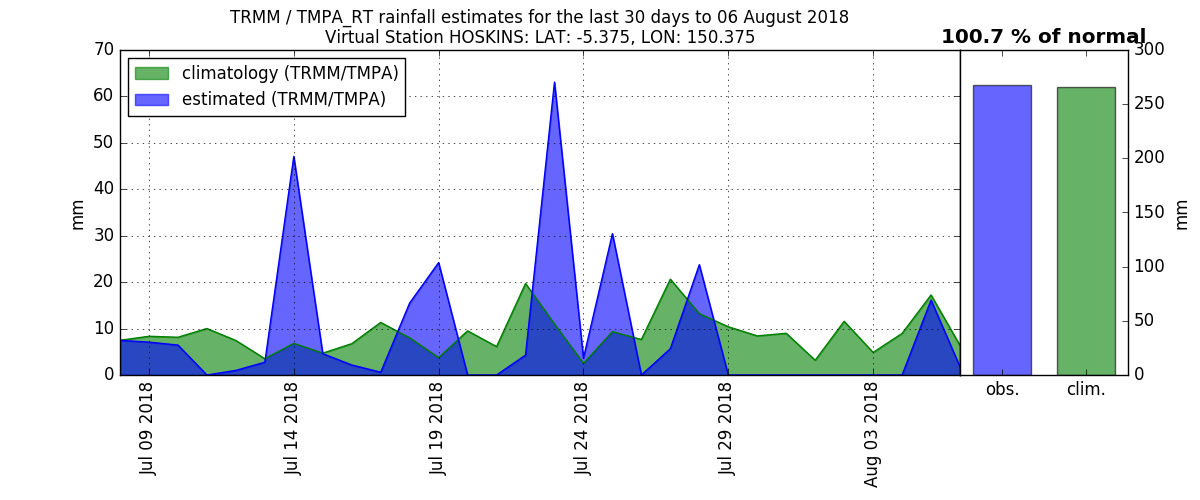 TRMM / TMPA_RT rainfall estimates for the last 30 days to 06 August 2018
Virtual Station HOSKINS: LAT: -5.375, LON: 150.375
100.7 % of normal
climatology (TRMM/TMPA)
estimated (TRMM/TMPA)
mm
70
60
50
40
30
20
10
0
Jul 09 2018
Jul 14 2018
Jul 19 2018
Jul 24 2018
Jul 29 2018
Aug 03 2018
300
250
200
150
100
50
0
mm
obs.
clim.